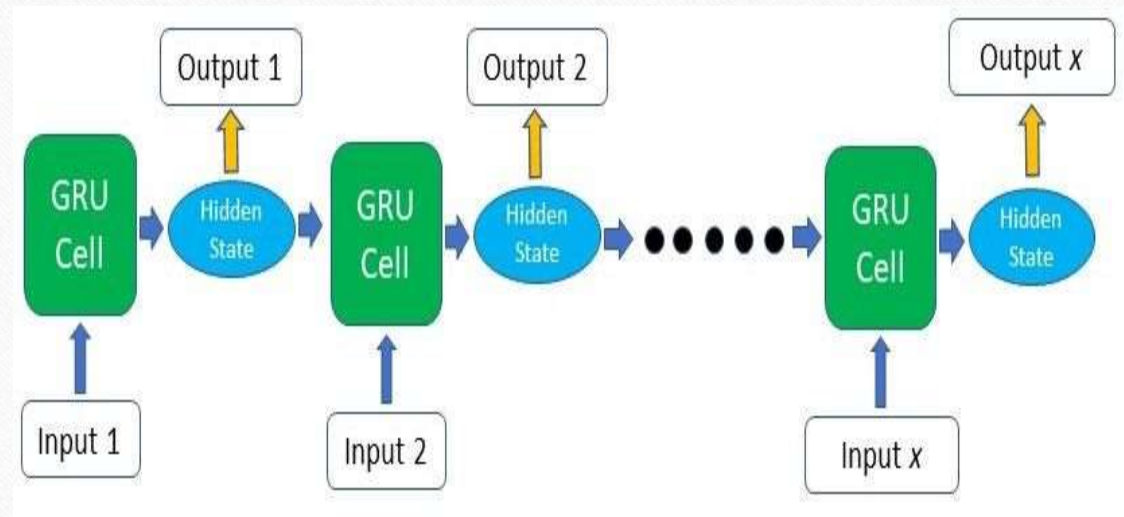 Output 1
Output 2
Output x
GRU
Cell
Hidden
State
GRU
Cell
Hidden
State
GRU
Cell
Hidden
State
Input 1
Input 2
Input x